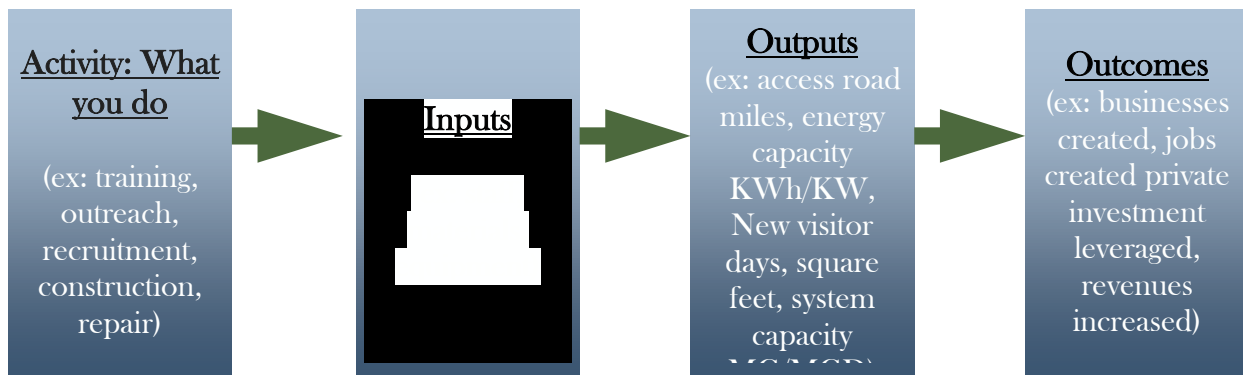 Activity: What
you do
(ex: training,
outreach,
recruitment,
construction,
repair)
Inputs
Outputs
(ex: access road
miles, energy
capacity
KWh/KW,
New visitor
days, square
feet, system
capacity
Outcomes
(ex: businesses
created, jobs
created private
investment
leveraged,
revenues
increased)